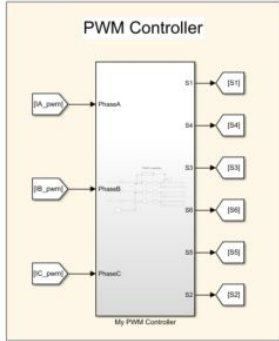 PWM Controller
S1 [S1]
[IA_pwm] PhaseA
S4 [S4]
S3 [S3]
[IB_pwm] PhaseB
S6 [S6]
S5 [S5]
[IC_pwm] PhaseC
S2 [S2]
My PWM Controller